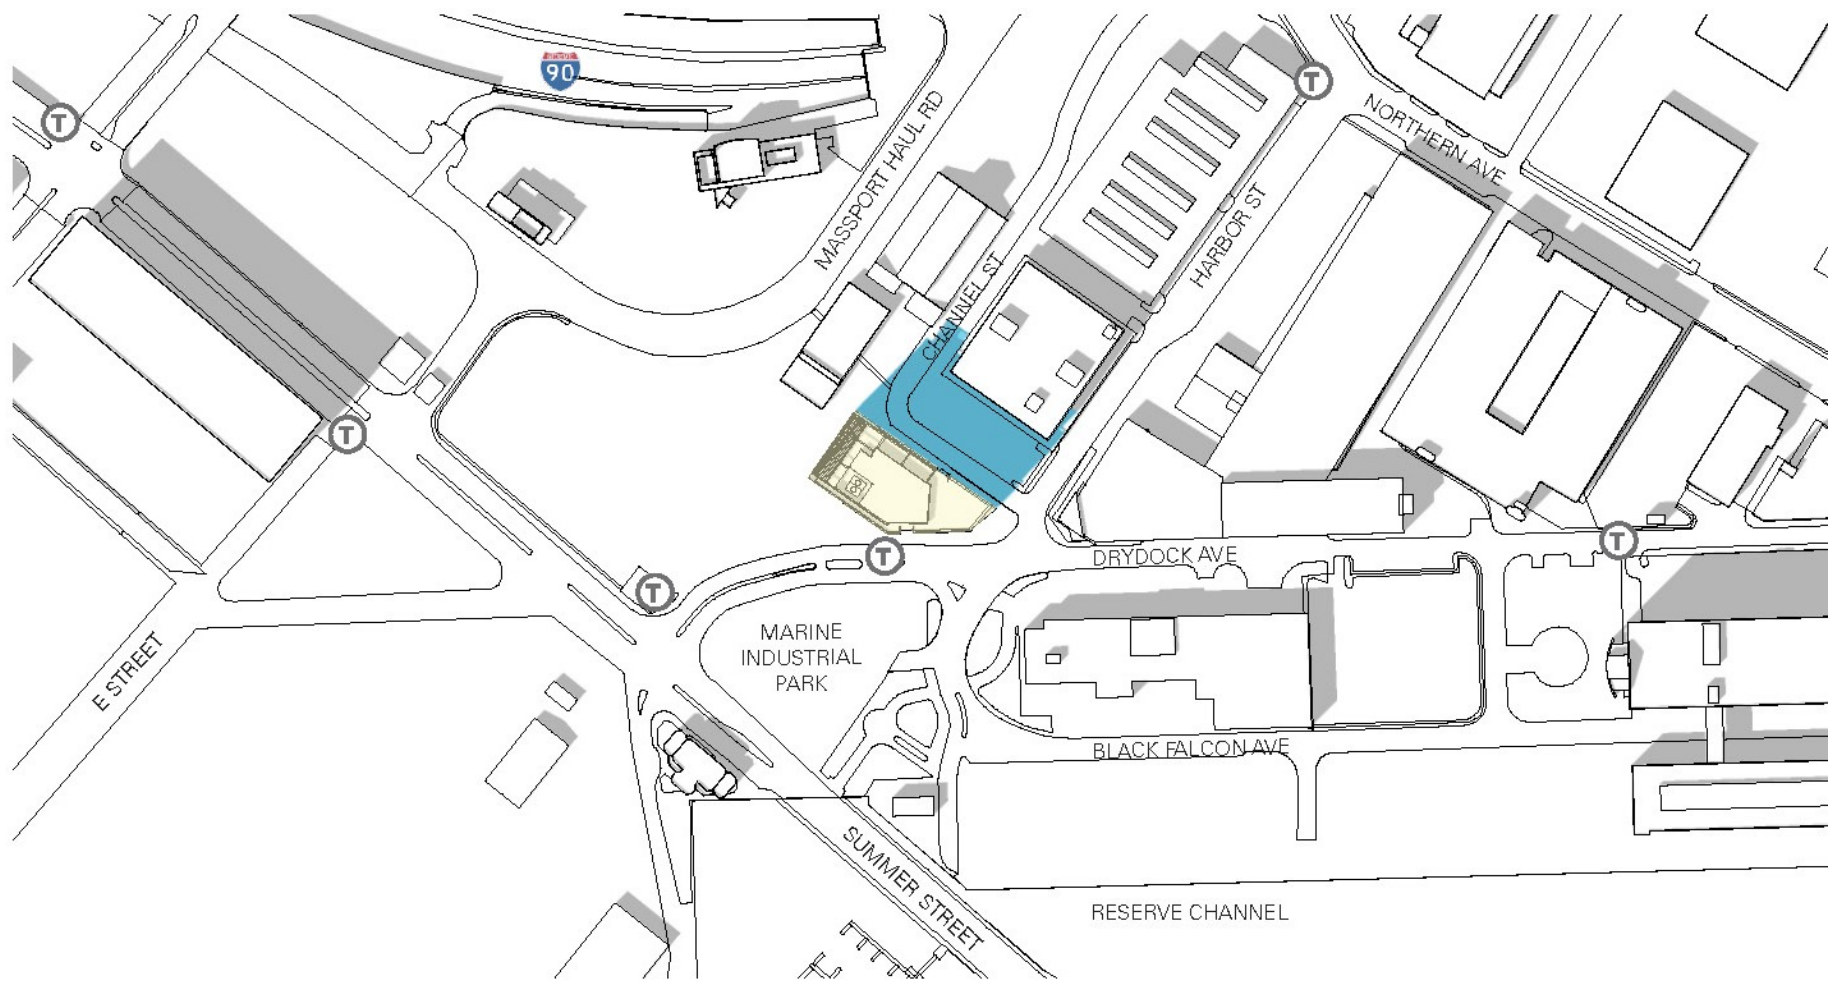 90
T
T
NORTHERN AVE
MASSPORT HAUL RD
HARBOR ST
CHANNEL ST
T
T
T
DRYDOCK AVE
T
MARINE
INDUSTRIAL
PARK
E STREET
BLACK FALCON AVE
SUMMER STREET
RESERVE CHANNEL